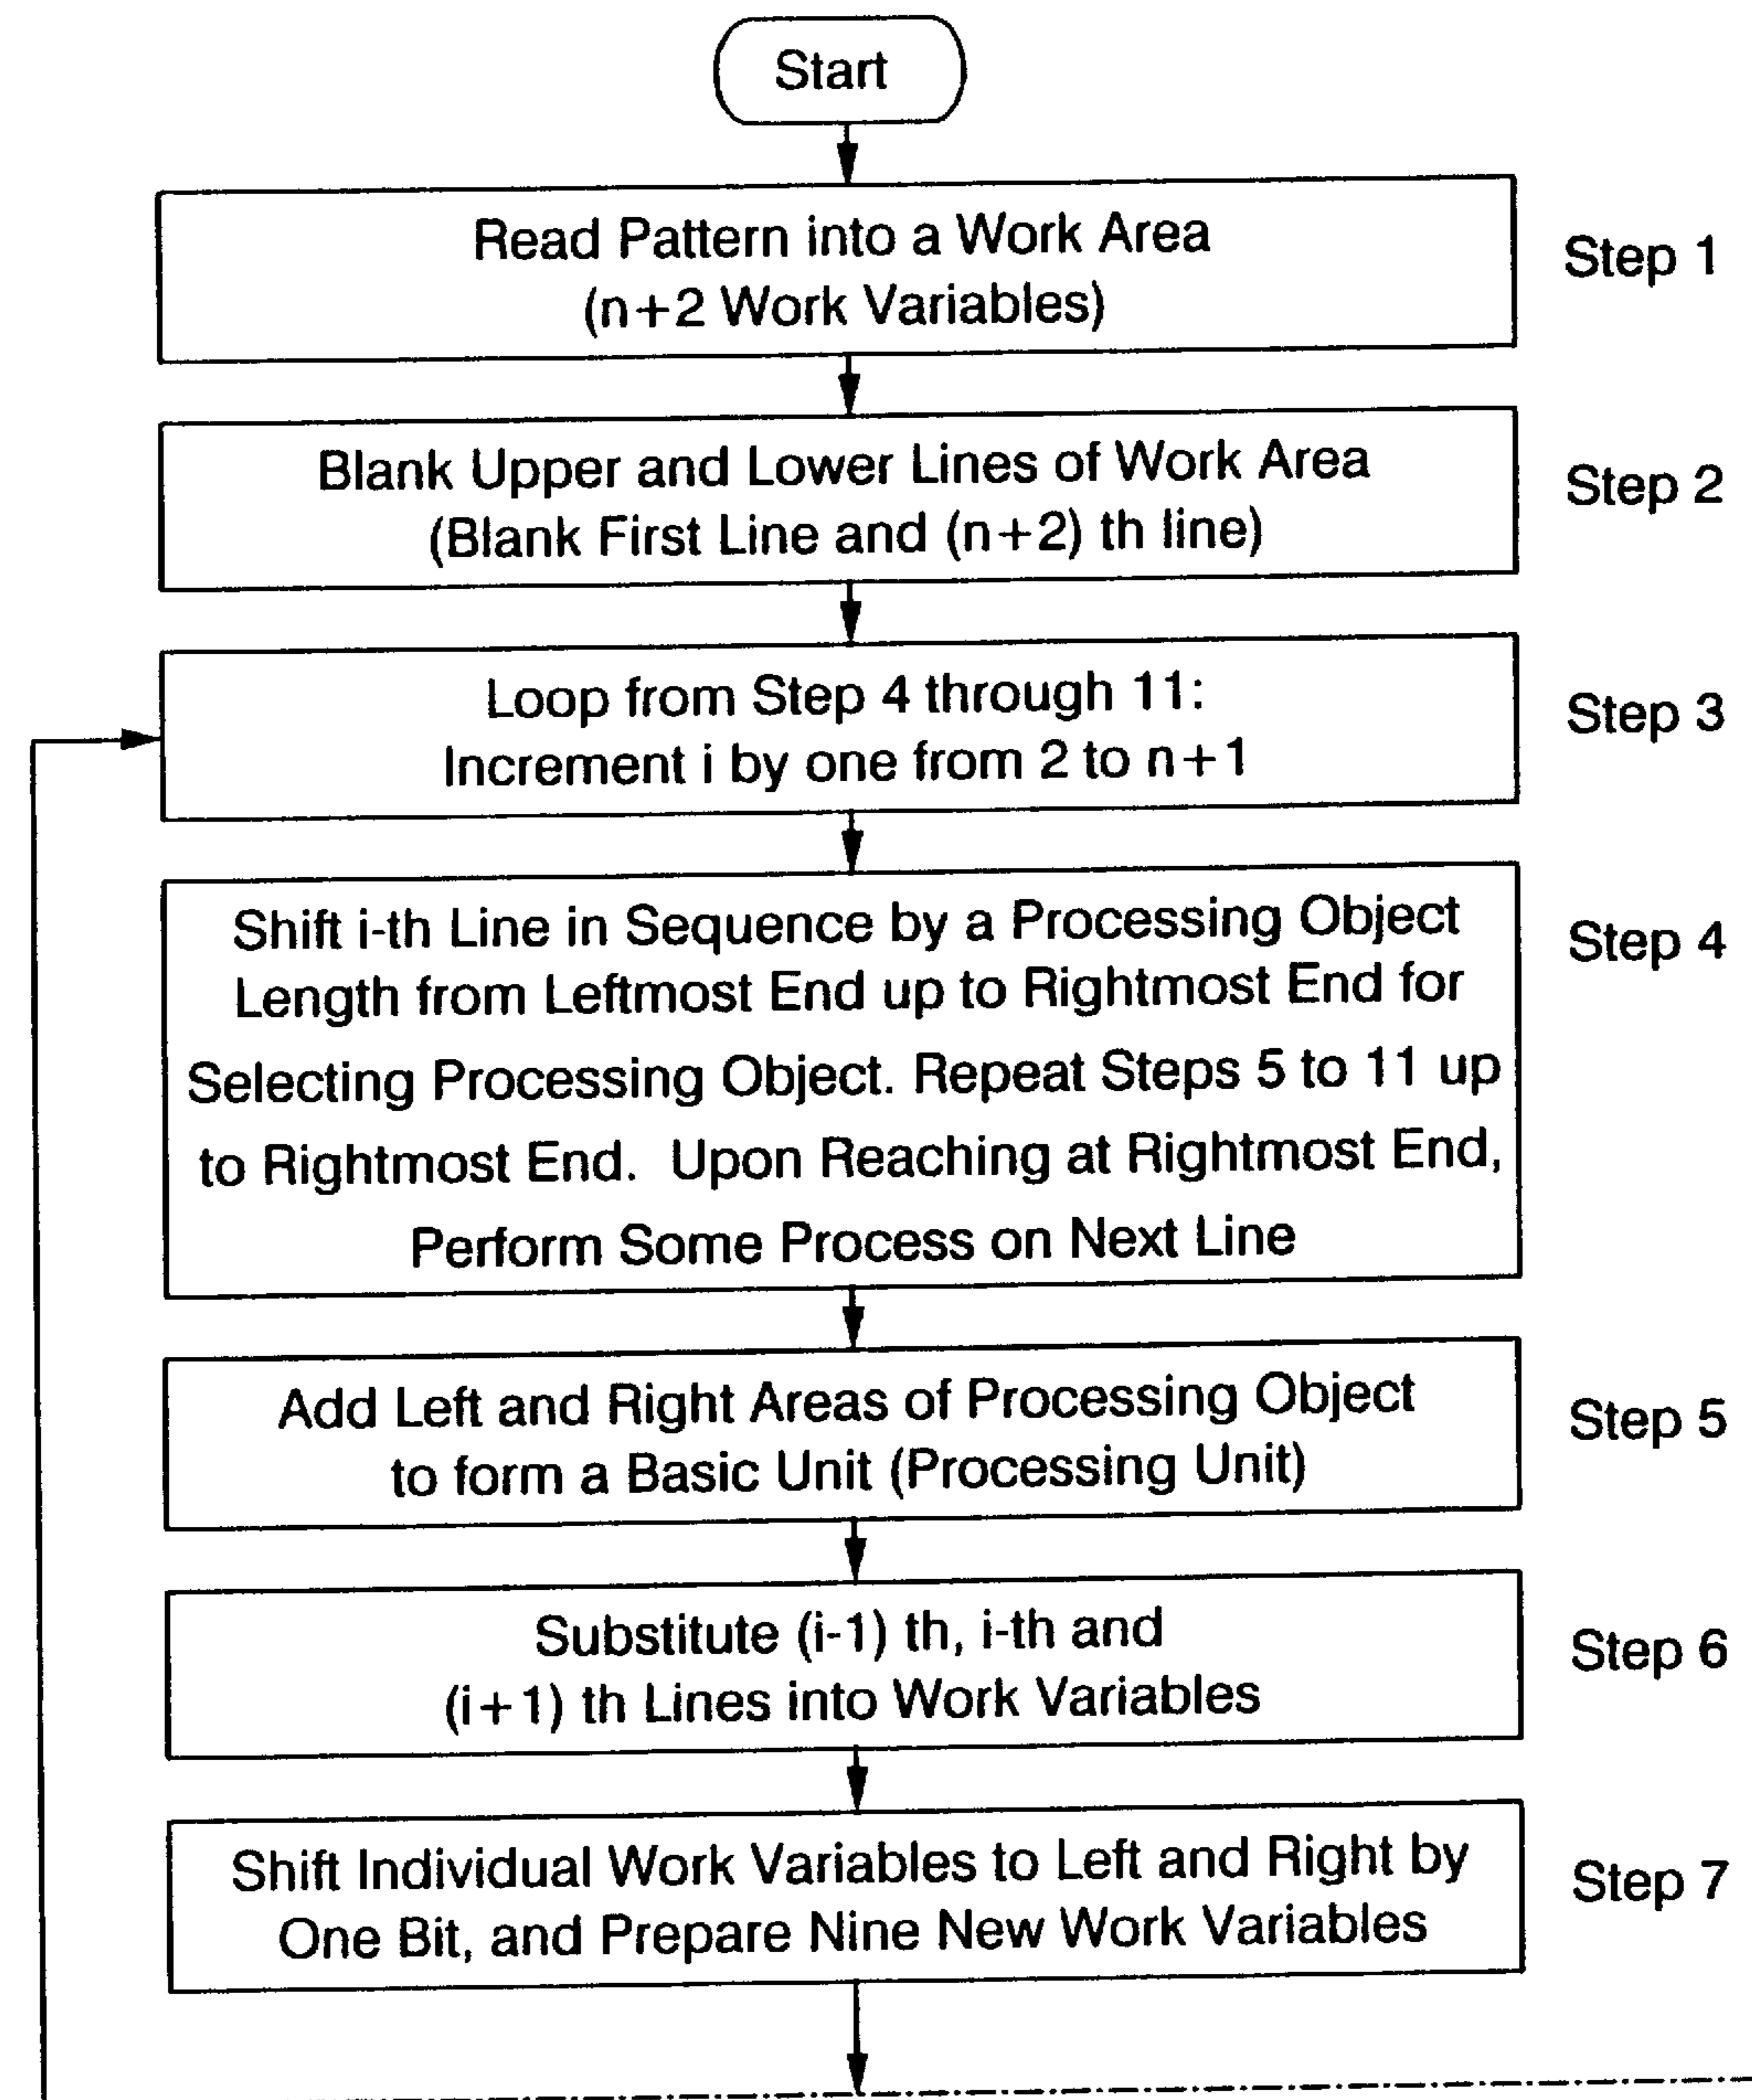 Start
Read Pattern into a Work Area
(n+2 Work Variables)
Step 1
Blank Upper and Lower Lines of Work Area
(Blank First Line and (n+2) th line)
Step 2
Loop from Step 4 through 11:
Increment i by one from 2 to n+1
Step 3
Shift i-th Line in Sequence by a Processing Object
Length from Leftmost End up to Rightmost End for
Selecting Processing Object. Repeat Steps 5 to 11 up
to Rightmost End. Upon Reaching at Rightmost End,
Perform Some Process on Next Line
Step 4
Add Left and Right Areas of Processing Object
to form a Basic Unit (Processing Unit)
Step 5
Substitute (i-1) th, i-th and
(i+1) th Lines into Work Variables
Step 6
Shift Individual Work Variables to Left and Right by
One Bit, and Prepare Nine New Work Variables
Step 7